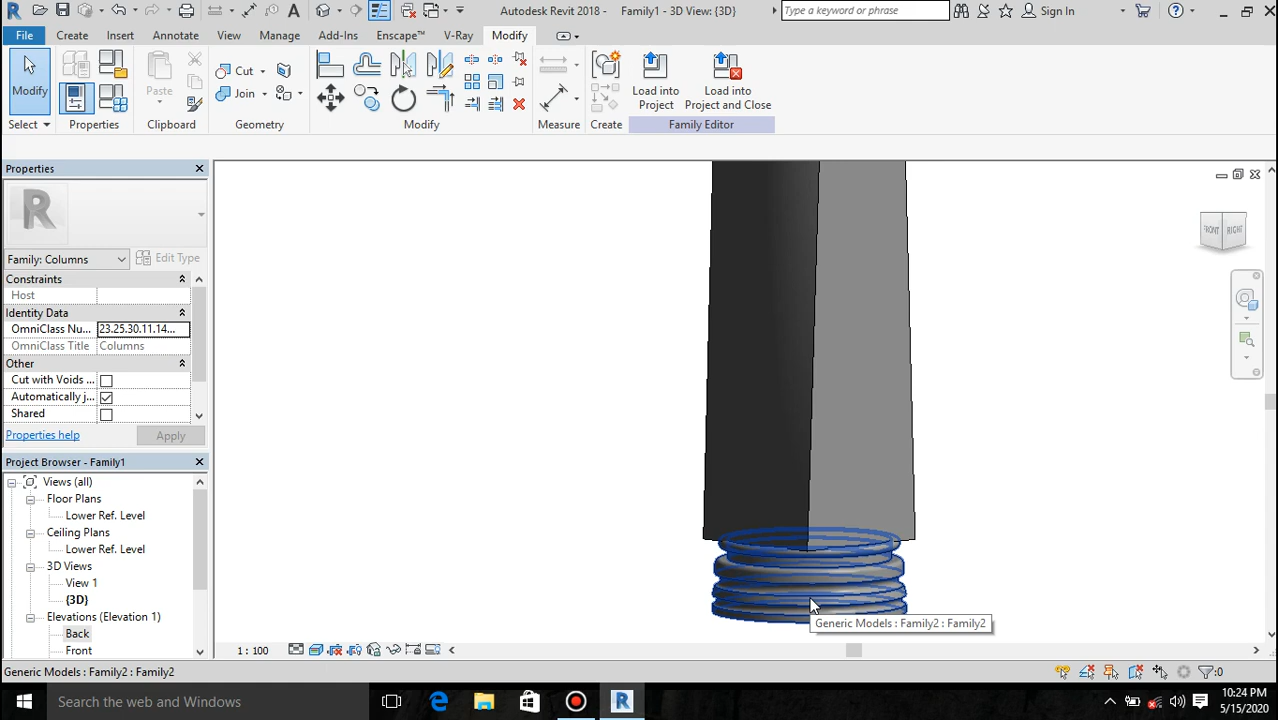 Autodesk Revit 2018 - Family1 - 3D View: {3D}
Type a keyword or phrase
Sign In
File Create Insert Annotate View Manage Add-Ins Enscape™ V-Ray Modify
Modify
Paste
Cut
Join
Load into
Project
Load into
Project and Close
Select Properties Clipboard Geometry Modify Measure Create Family Editor
Properties
R
Family: Columns
Edit Type
Constraints
Host
Identity Data
OmniClass Nu... 23.25.30.11.14...
OmniClass Title Columns
Other
Cut with Voids ...
Automatically j...
Shared
Properties help
Apply
Project Browser - Family1
Views (all)
Floor Plans
Lower Ref. Level
Ceiling Plans
Lower Ref. Level
3D Views
View 1
{3D}
Elevations (Elevation 1)
Back
Front
FRONT RIGHT
Generic Models : Family2 : Family2
1 : 100
Generic Models : Family2 : Family2
:0
Search the web and Windows
10:24 PM
5/15/2020